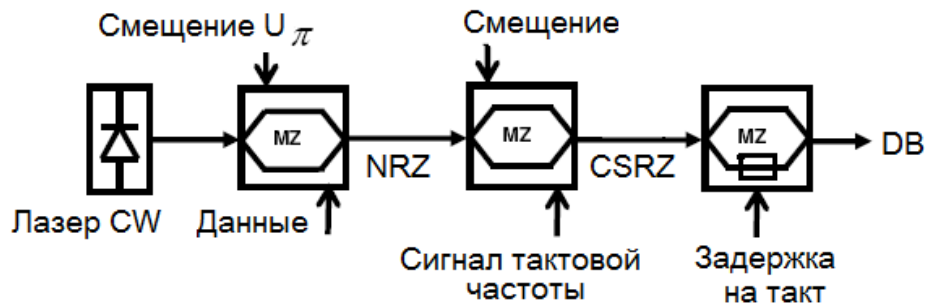 Смещение U π
Смещение
MZ
MZ
MZ
NRZ
CSRZ
DB
Лазер CW
Данные
Сигнал тактовой
частоты
Задержка
на такт